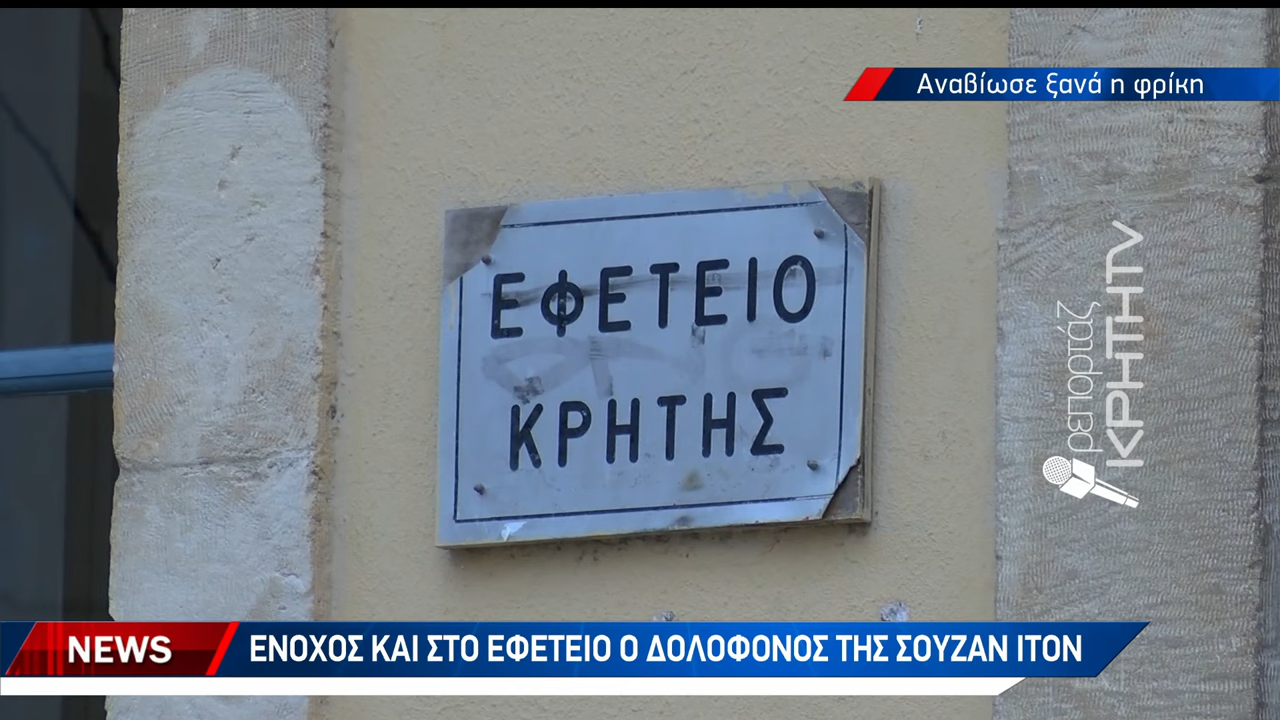 Αναβίωσε ξανά η φρίκη
ΕΦΕΤΕΙΟ
ΚΡΗΤΗΣ
ρεπορτάζ
ΚΡΗΤΗTV
NEWS
ΕΝΟΧΟΣ ΚΑΙ ΣΤΟ ΕΦΕΤΕΙΟ Ο ΔΟΛΟΦΟΝΟΣ ΤΗΣ ΣΟΥΖΑΝ ΙΤΟΝ